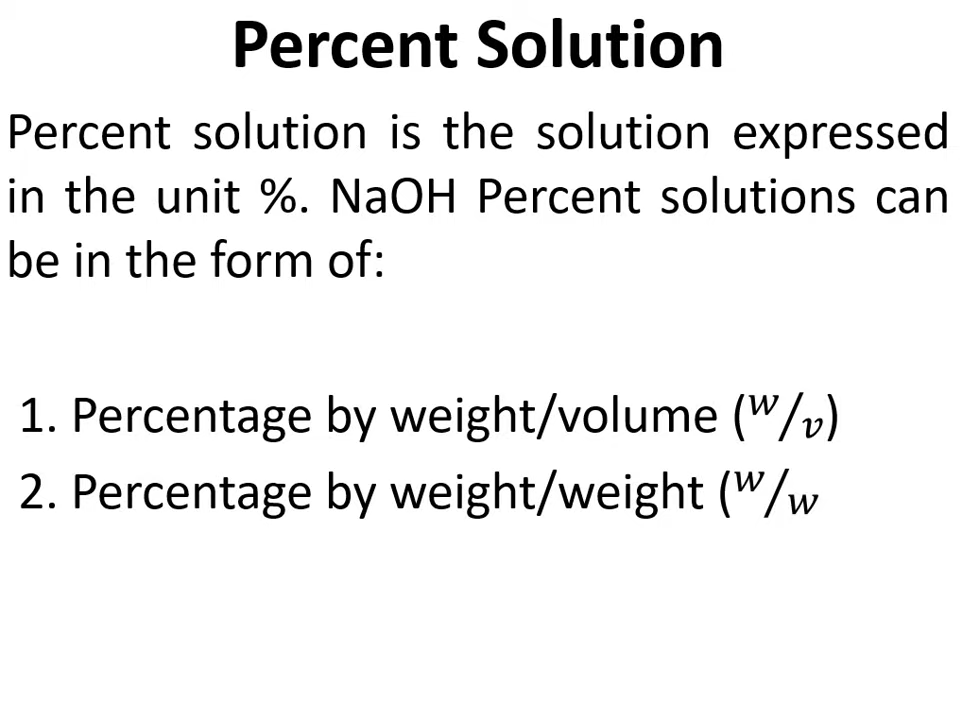 Percent Solution
Percent solution is the solution expressed
in the unit %. NaOH Percent solutions can
be in the form of:
1. Percentage by weight/volume (w/v)
2. Percentage by weight/weight (w/w